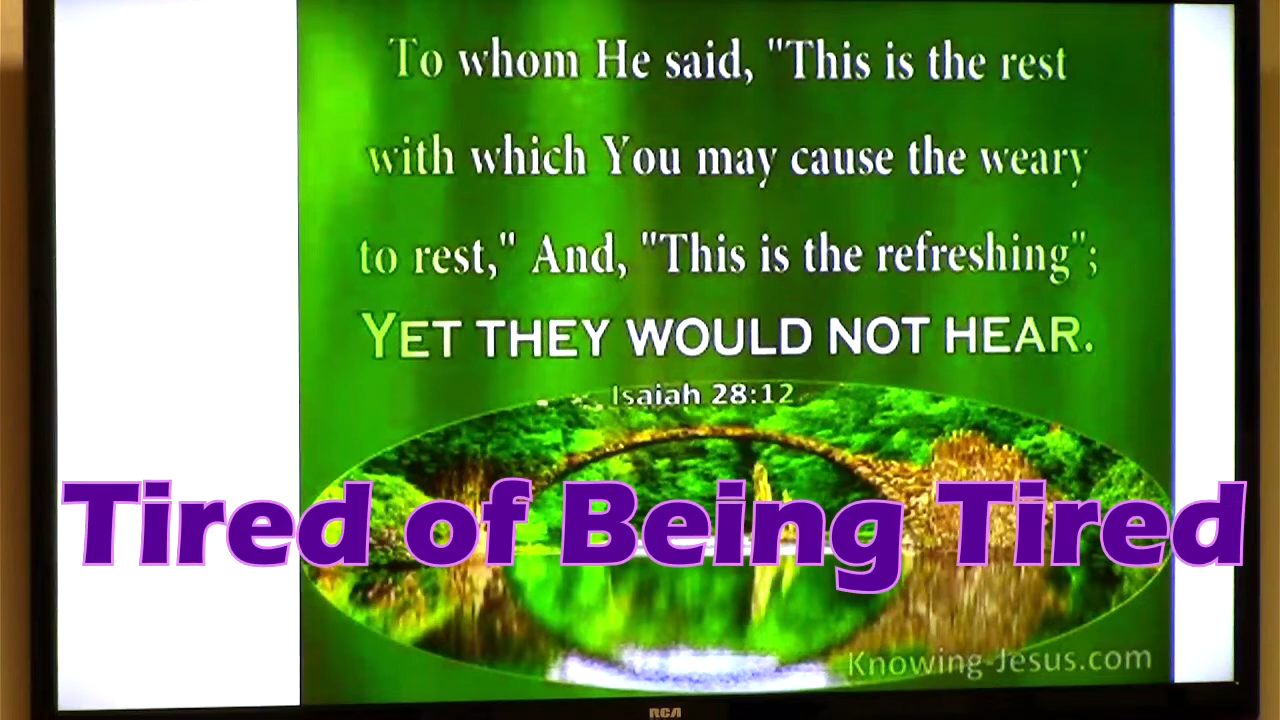 To whom He said, "This is the rest
with which You may cause the weary
to rest," And, "This is the refreshing";
YET THEY WOULD NOT HEAR.
Isaiah 28:12
Tired of Being Tired
Knowing-Jesus.com
RCA